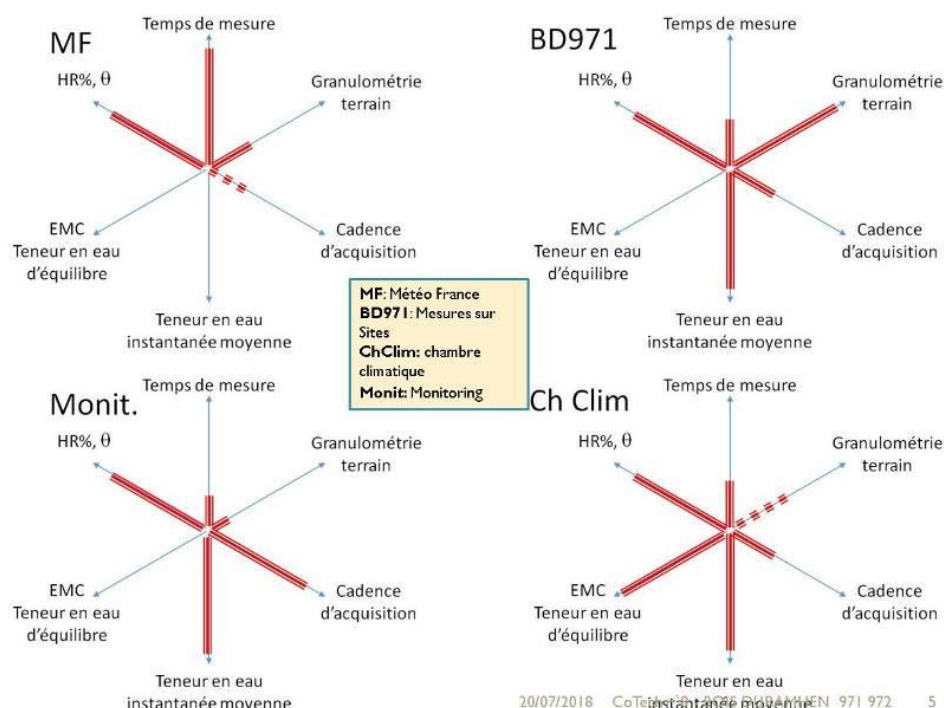 MF
Temps de mesure
HR%, θ
Granulométrie
terrain
EMC
Teneur en eau
d'équilibre
Cadence
d'acquisition
Teneur en eau
instantanée moyenne
BD971
Temps de mesure
HR%, θ
Granulométrie
terrain
EMC
Teneur en eau
d'équilibre
Cadence
d'acquisition
Teneur en eau
instantanée moyenne
MF: Météo France
BD971: Mesures sur
Sites
ChClim: chambre
climatique
Monit: Monitoring
Monit.
Temps de mesure
HR%, θ
Granulométrie
terrain
EMC
Teneur en eau
d'équilibre
Cadence
d'acquisition
Teneur en eau
instantanée moyenne
Ch Clim
Temps de mesure
HR%, θ
Granulométrie
terrain
EMC
Teneur en eau
d'équilibre
Cadence
d'acquisition
Teneur en eau
instantanée moyenne
20/07/2018 971 972 5